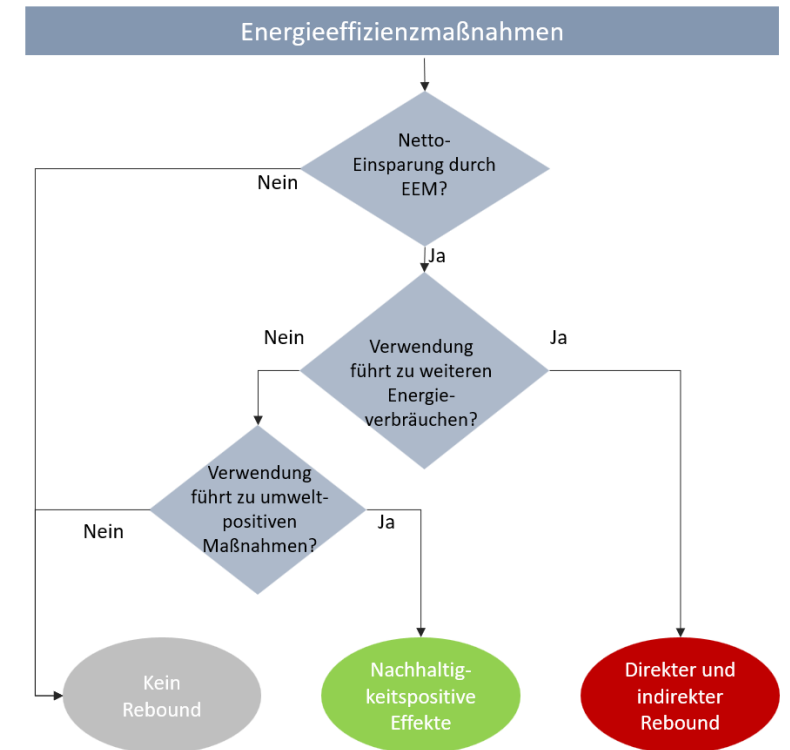 Energieeffizienzmaßnahmen
Netto-
Einsparung durch
EEM?
Nein
Ja
Nein
Ja
Verwendung
führt zu weiteren
Energie-
verbräuchen?
Verwendung
führt zu umwelt-
positiven
Maßnahmen?
Nein
Ja
Kein
Rebound
Nachhaltig-
keitspositive
Effekte
Direkter und
indirekter
Rebound